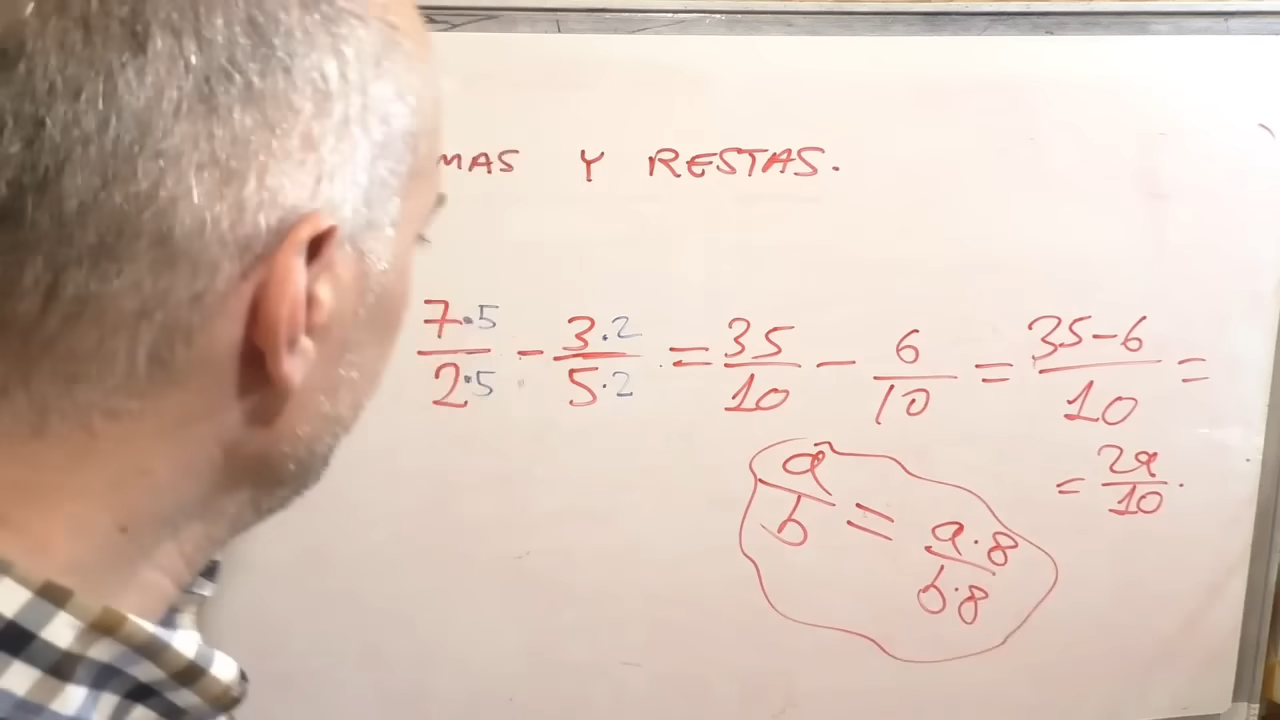 MAS Y RESTAS.
7·5/2·5 - 3·2/5·2 = 35/10 - 6/10 = 35-6/10 =
= 29/10.
a/b = a·8/b·8